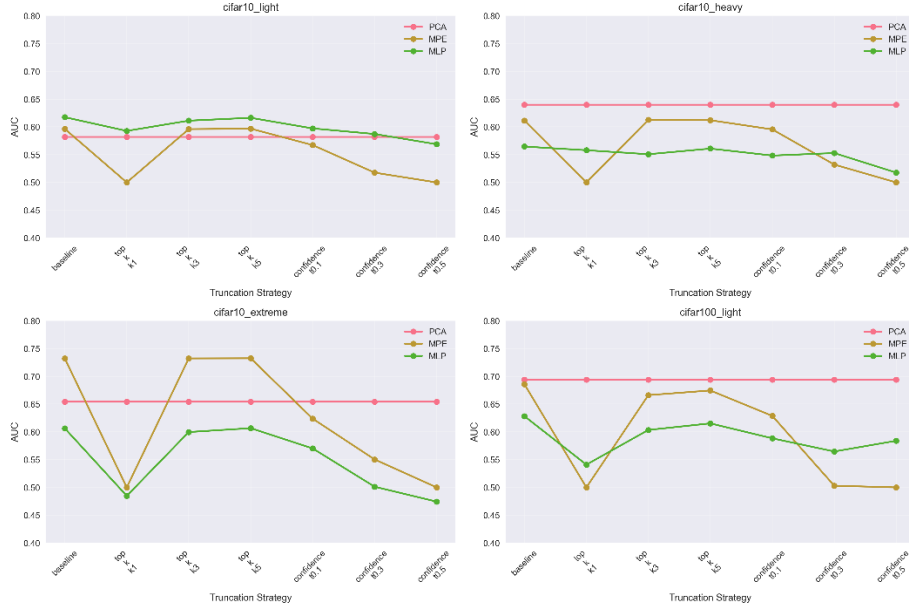 cifar10_light
0.80
0.75
0.70
0.65
0.60
0.55
0.50
0.45
0.40
AUC
PCA
MPE
MLP
baseline
top
k
k1
top
k
k3
top
k
k5
confidence
t0.1
confidence
t0.3
confidence
t0.5
Truncation Strategy
cifar10_heavy
0.80
0.75
0.70
0.65
0.60
0.55
0.50
0.45
0.40
AUC
PCA
MPE
MLP
baseline
top
k
k1
top
k
k3
top
k
k5
confidence
t0.1
confidence
t0.3
confidence
t0.5
Truncation Strategy
cifar10_extreme
0.80
0.75
0.70
0.65
0.60
0.55
0.50
0.45
0.40
AUC
PCA
MPE
MLP
baseline
top
k
k1
top
k
k3
top
k
k5
confidence
t0.1
confidence
t0.3
confidence
t0.5
Truncation Strategy
cifar100_light
0.80
0.75
0.70
0.65
0.60
0.55
0.50
0.45
0.40
AUC
PCA
MPE
MLP
baseline
top
k
k1
top
k
k3
top
k
k5
confidence
t0.1
confidence
t0.3
confidence
t0.5
Truncation Strategy